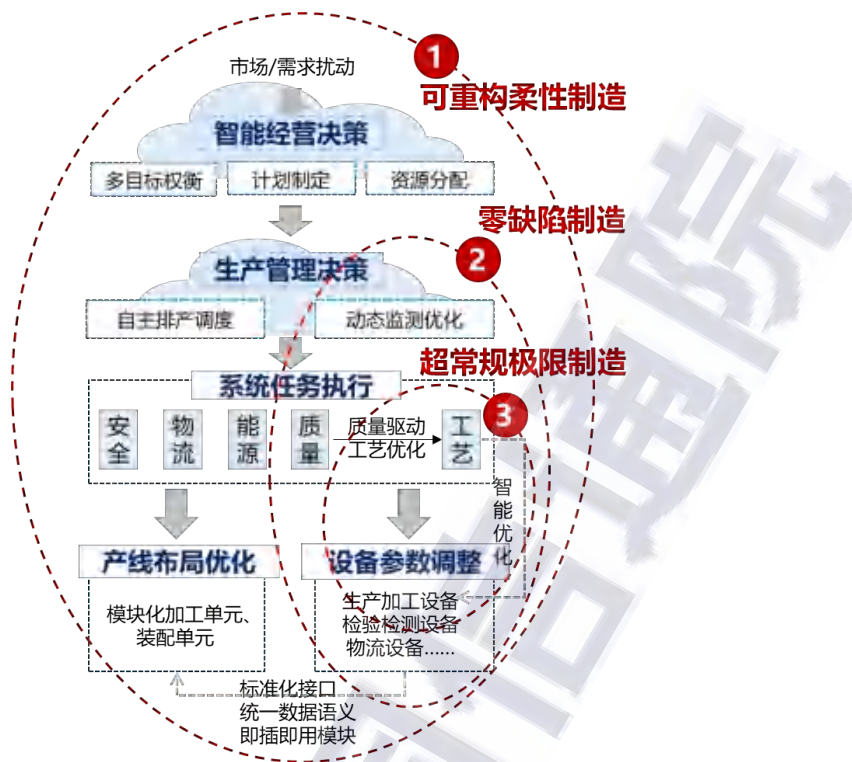 市场/需求扰动
1
可重构柔性制造
智能经营决策
多目标权衡
计划制定
资源分配
零缺陷制造
2
生产管理决策
自主排产调度
动态监测优化
超常规极限制造
3
系统任务执行
安全
物流
能源
质量
质量驱动
工艺优化
工艺
智能优化
产线布局优化
设备参数调整
模块化加工单元、
装配单元
生产加工设备
检验检测设备
物流设备……
标准化接口
统一数据语义
即插即用模块
信通院